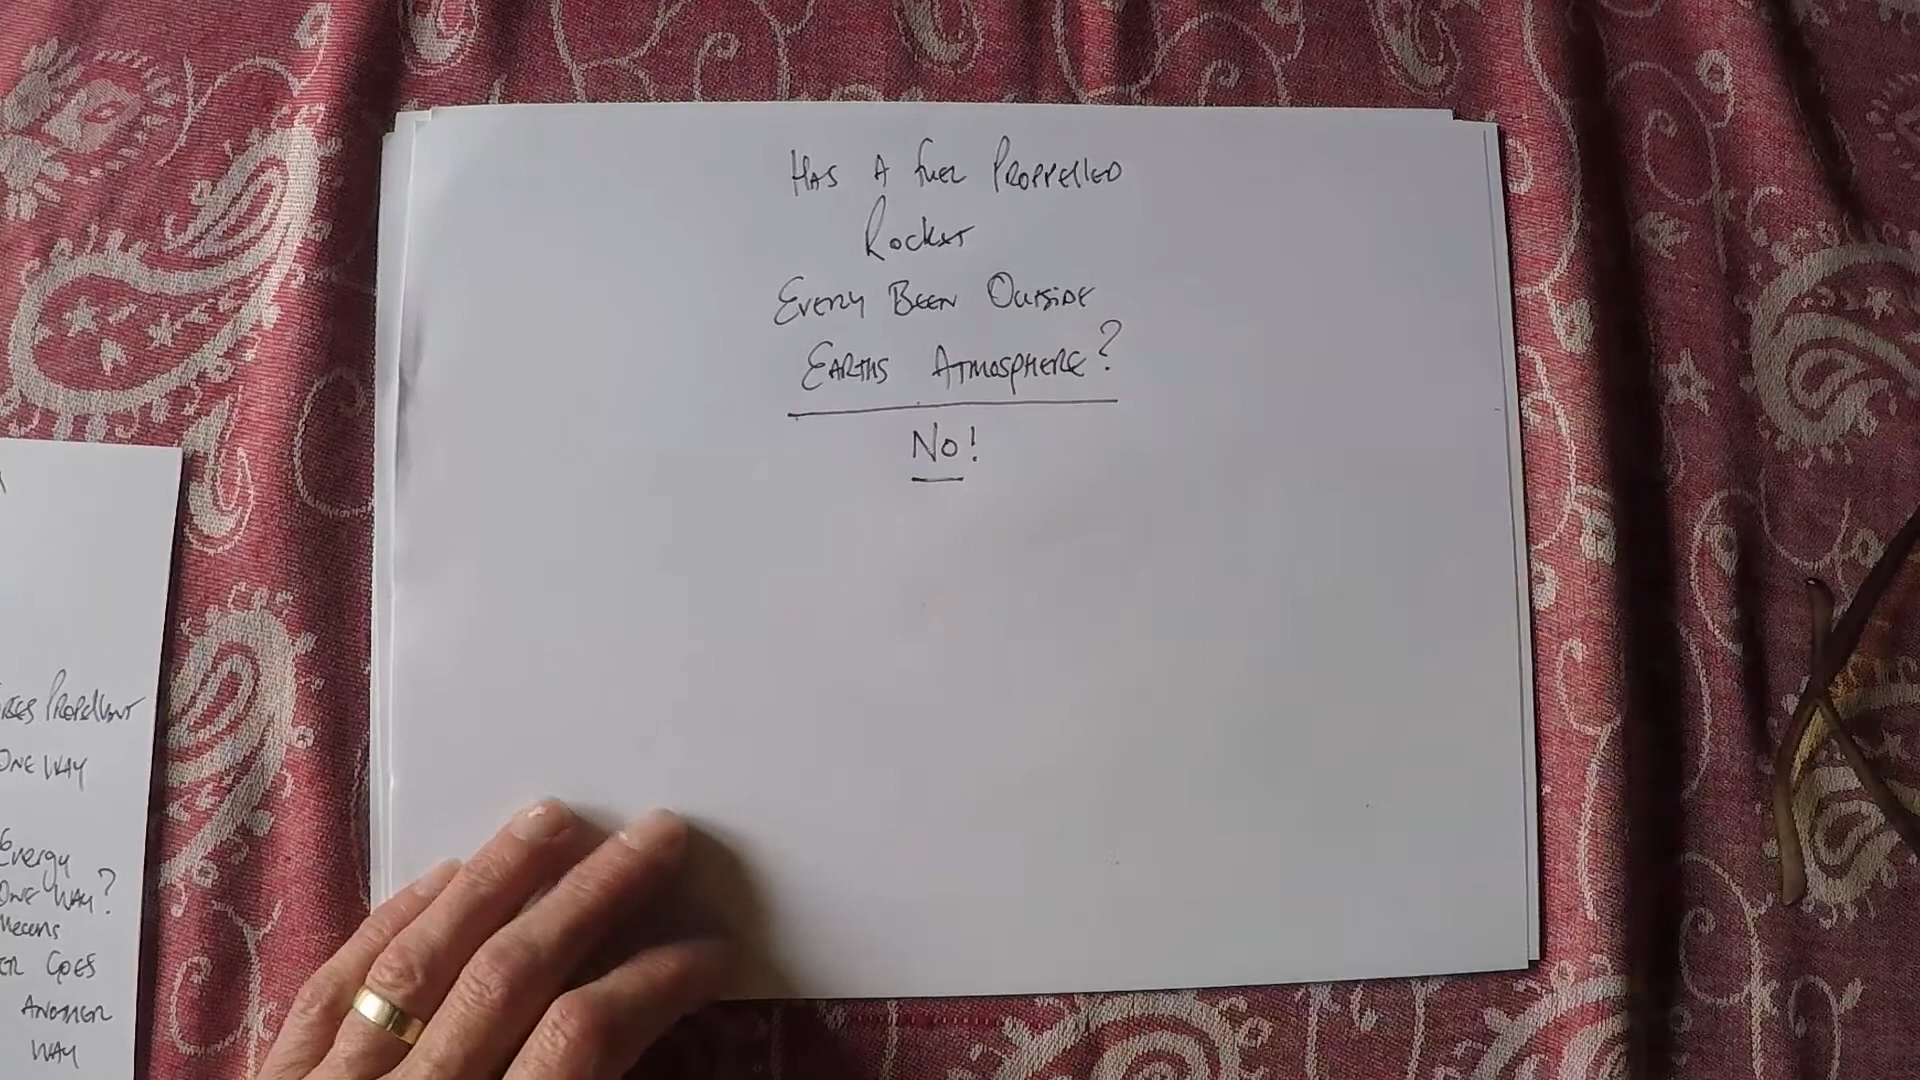 Has A Fuel Proppelled
Rocket
Every Been Outside
Earths Atmosphere?
No!
Propellant
One Way
Energy
One Way?
Means
Goes
Another
Way